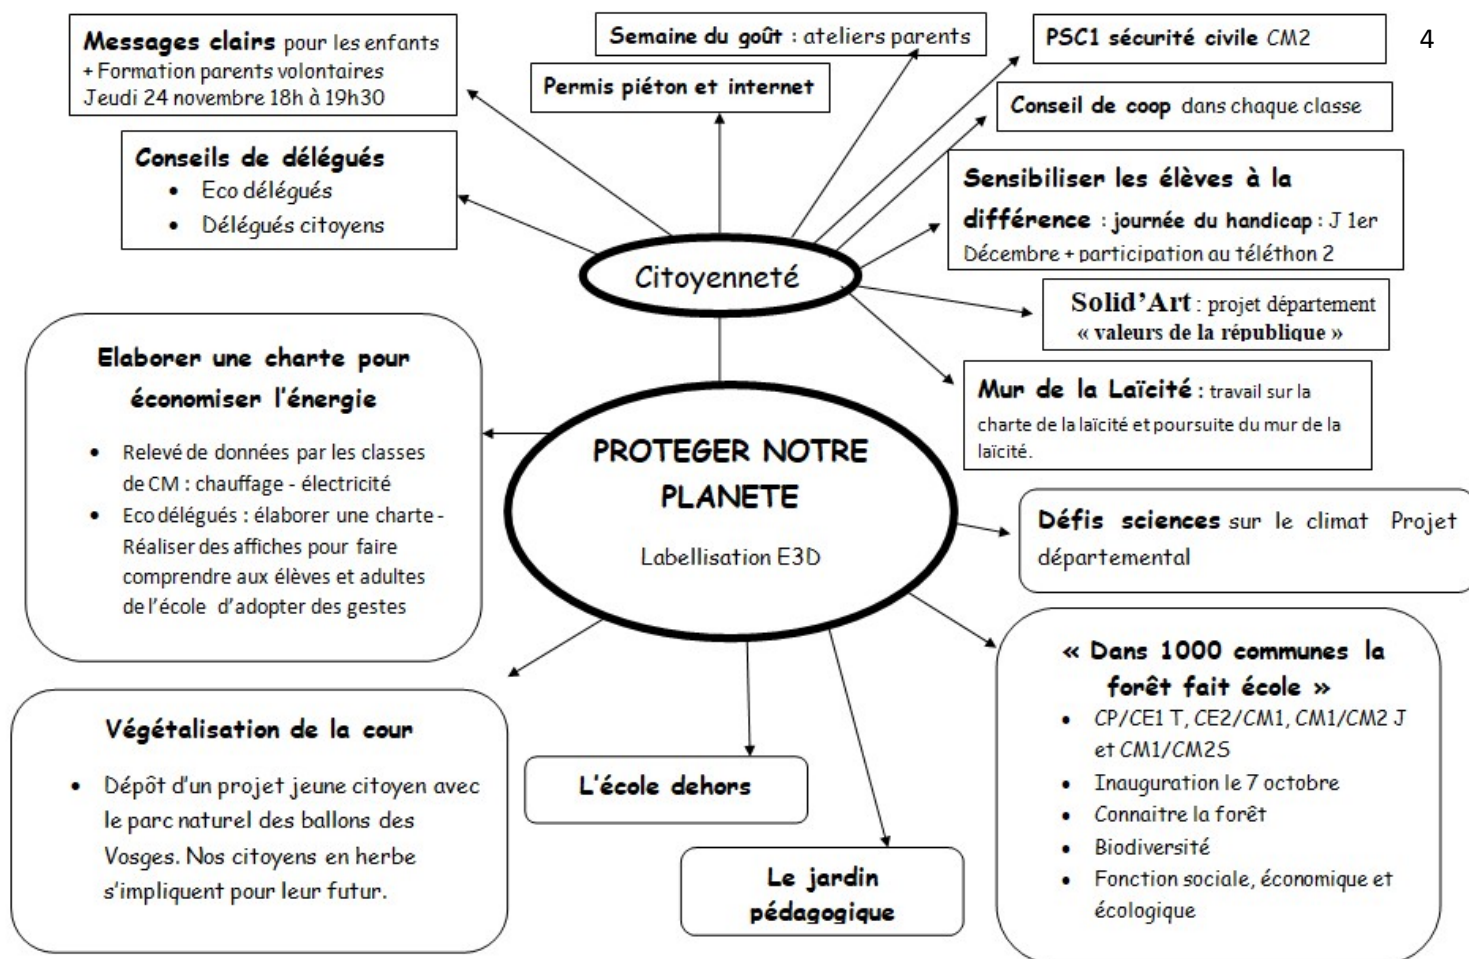 Messages clairs pour les enfants
+ Formation parents volontaires
Jeudi 24 novembre 18h à 19h30
Semaine du goût : ateliers parents
PSC1 sécurité civile CM2
4
Permis piéton et internet
Conseil de coop dans chaque classe
Conseils de délégués
• Eco délégués
• Délégués citoyens
Sensibiliser les élèves à la
différence : journée du handicap : J 1er
Décembre + participation au téléthon 2
Citoyenneté
Solid’Art : projet département
« valeurs de la république »
Mur de la Laïcité : travail sur la
charte de la laïcité et poursuite du mur de la
laïcité.
Elaborer une charte pour
économiser l’énergie
• Relevé de données par les classes
de CM : chauffage - électricité
• Eco délégués : élaborer une charte -
Réaliser des affiches pour faire
comprendre aux élèves et adultes
de l’école d’adopter des gestes
PROTEGER NOTRE
PLANETE
Labellisation E3D
Défis sciences sur le climat Projet
départemental
« Dans 1000 communes la
forêt fait école »
• CP/CE1 T, CE2/CM1, CM1/CM2 J
et CM1/CM2S
• Inauguration le 7 octobre
• Connaitre la forêt
• Biodiversité
• Fonction sociale, économique et
écologique
Végétalisation de la cour
• Dépôt d’un projet jeune citoyen avec
le parc naturel des ballons des
Vosges. Nos citoyens en herbe
s’impliquent pour leur futur.
L’école dehors
Le jardin
pédagogique